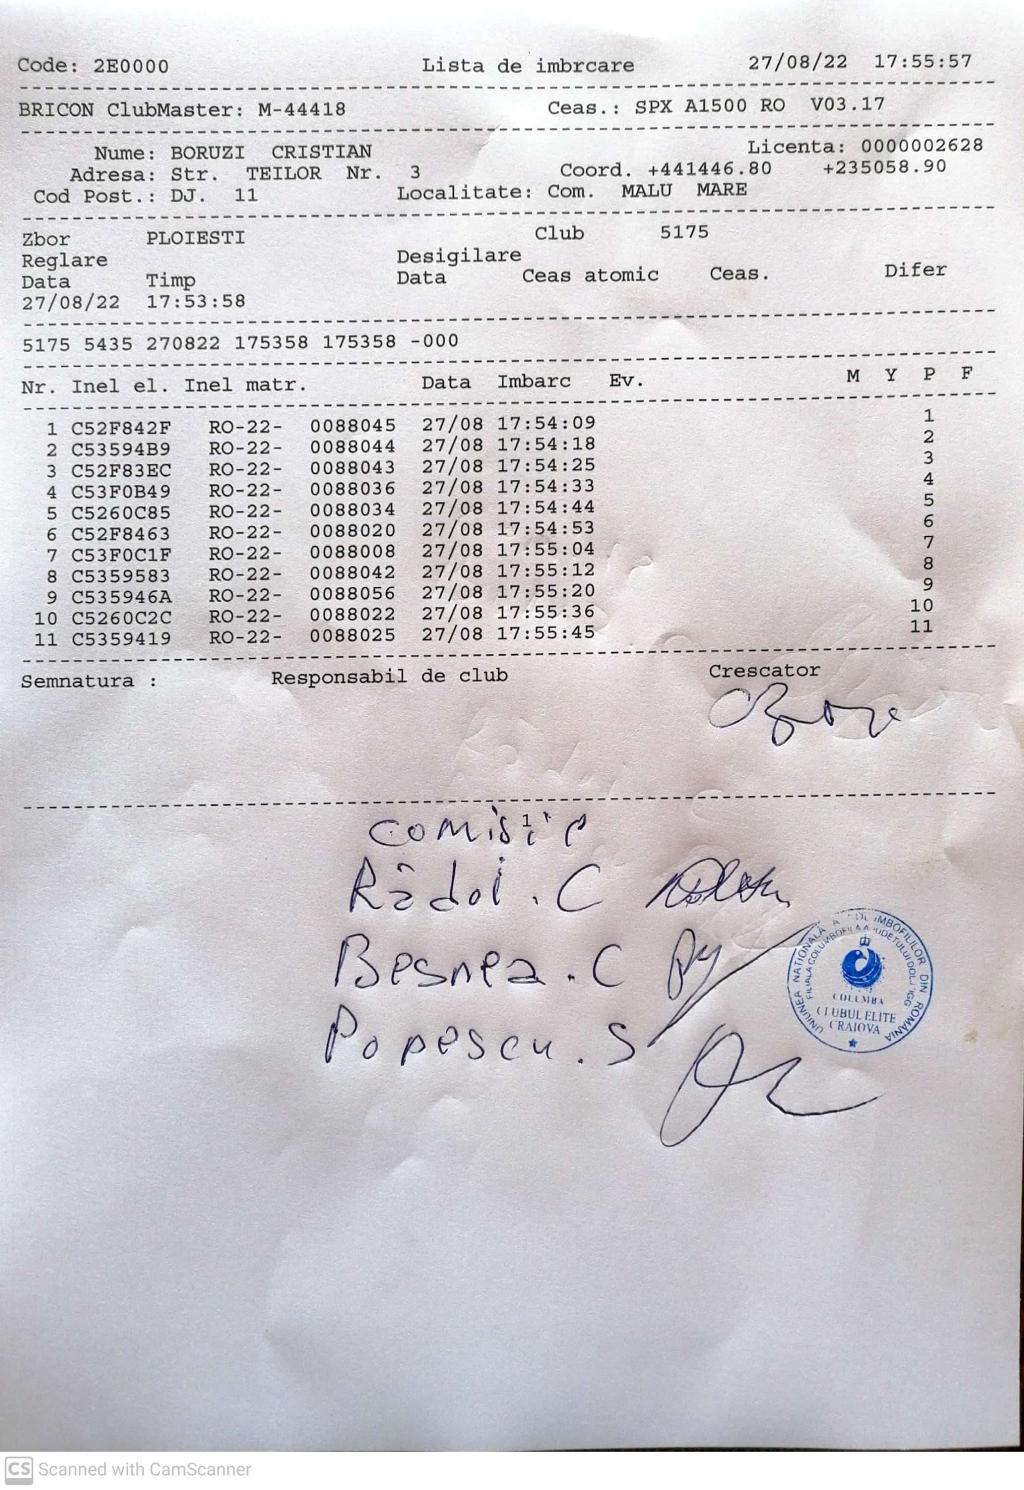 Code: 2E0000 Lista de imbrcare 27/08/22 17:55:57
BRICON ClubMaster: M-44418 Ceas.: SPX A1500 RO V03.17
Nume: BORUZI CRISTIAN Licenta: 0000002628
Adresa: Str. TEILOR Nr. 3 Coord. +441446.80 +235058.90
Cod Post.: DJ. 11 Localitate: Com. MALU MARE
Zbor PLOIESTI Club 5175
Reglare Desigilare
Data Timp Data Ceas atomic Ceas. Difer
27/08/22 17:53:58
5175 5435 270822 175358 175358 -000
Nr. Inel el. Inel matr. Data Imbarc Ev. M Y P F
1 C52F842F RO-22- 0088045 27/08 17:54:09 1
2 C53594B9 RO-22- 0088044 27/08 17:54:18 2
3 C52F83EC RO-22- 0088043 27/08 17:54:25 3
4 C53F0B49 RO-22- 0088036 27/08 17:54:33 4
5 C5260C85 RO-22- 0088034 27/08 17:54:44 5
6 C52F8463 RO-22- 0088020 27/08 17:54:53 6
7 C53F0C1F RO-22- 0088008 27/08 17:55:04 7
8 C5359583 RO-22- 0088042 27/08 17:55:12 8
9 C535946A RO-22- 0088056 27/08 17:55:20 9
10 C5260C2C RO-22- 0088022 27/08 17:55:36 10
11 C5359419 RO-22- 0088025 27/08 17:55:45 11
Semnatura : Responsabil de club Crescator
1
Rădoi . C
Besnea . C
Popescu . S
UNIUNEA NATIONALA A COLUMBOFILILOR DIN ROMANIA
FILIALA COLUMBOFILA A JUDETULUI DOLJ
COLUMBA
CLUBUL ELITE
CRAIOVA
CS Scanned with CamScanner